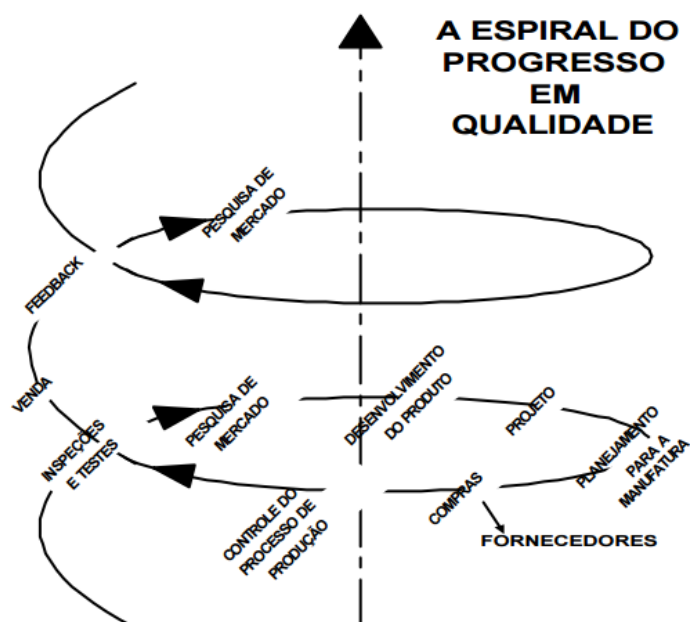 A ESPIRAL DO
PROGRESSO
EM
QUALIDADE
PESQUISA DE
MERCADO
FEEDBACK
VENDA
INSPEÇÕES
E TESTES
PESQUISA DE
MERCADO
DESENVOLVIMENTO
DO PRODUTO
PROJETO
PLANEJAMENTO
PARA A
MANUFATURA
COMPRAS
FORNECEDORES
CONTROLE DO
PROCESSO DE
PRODUÇÃO